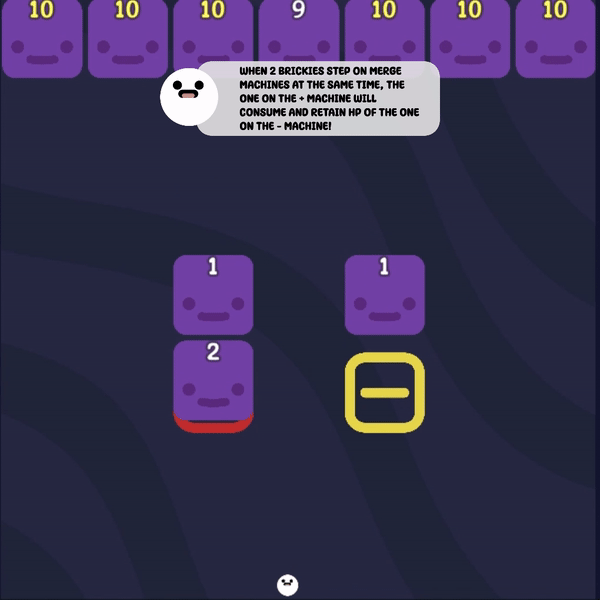 10 10 10 9 10 10 10
WHEN 2 BRICKIES STEP ON MERGE
MACHINES AT THE SAME TIME, THE
ONE ON THE + MACHINE WILL
CONSUME AND RETAIN HP OF THE ONE
ON THE - MACHINE!
1 1
2